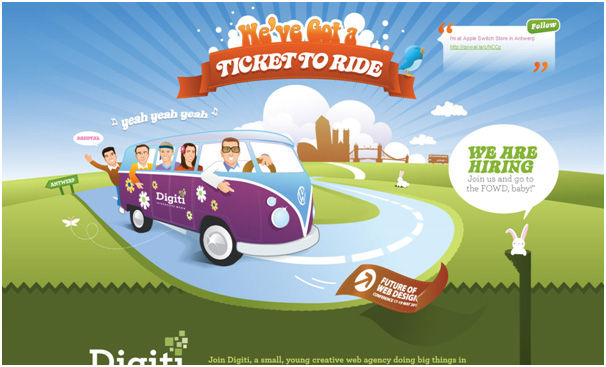 We've Got a
TICKET TO RIDE
Follow
I'm at Apple Switch Store in Antwerp
yeah yeah yeah
ANTWERP
Digiti
WE ARE
HIRING
Join us and go to
the FOWD, baby!"
FUTURE OF
WEB DESIGN
Digiti
Join Digiti, a small, young creative web agency doing big things in